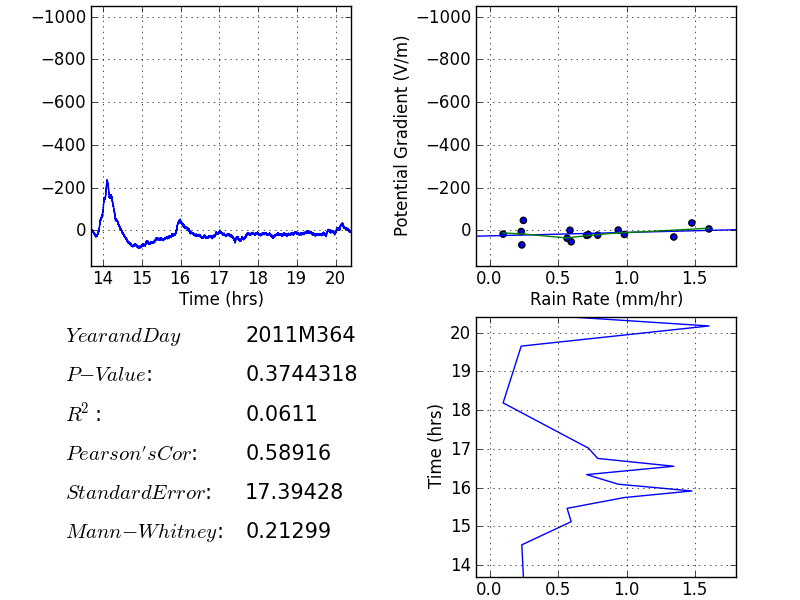 −1000
−800
−600
−400
−200
0
14 15 16 17 18 19 20
Time (hrs)
Potential Gradient (V/m)
−1000
−800
−600
−400
−200
0
0.0 0.5 1.0 1.5
Rain Rate (mm/hr)
YearandDay 2011M364
P−Value: 0.3744318
R² : 0.0611
Pearson'sCor: 0.58916
StandardError: 17.39428
Mann−Whitney: 0.21299
Time (hrs)
20
19
18
17
16
15
14
0.0 0.5 1.0 1.5